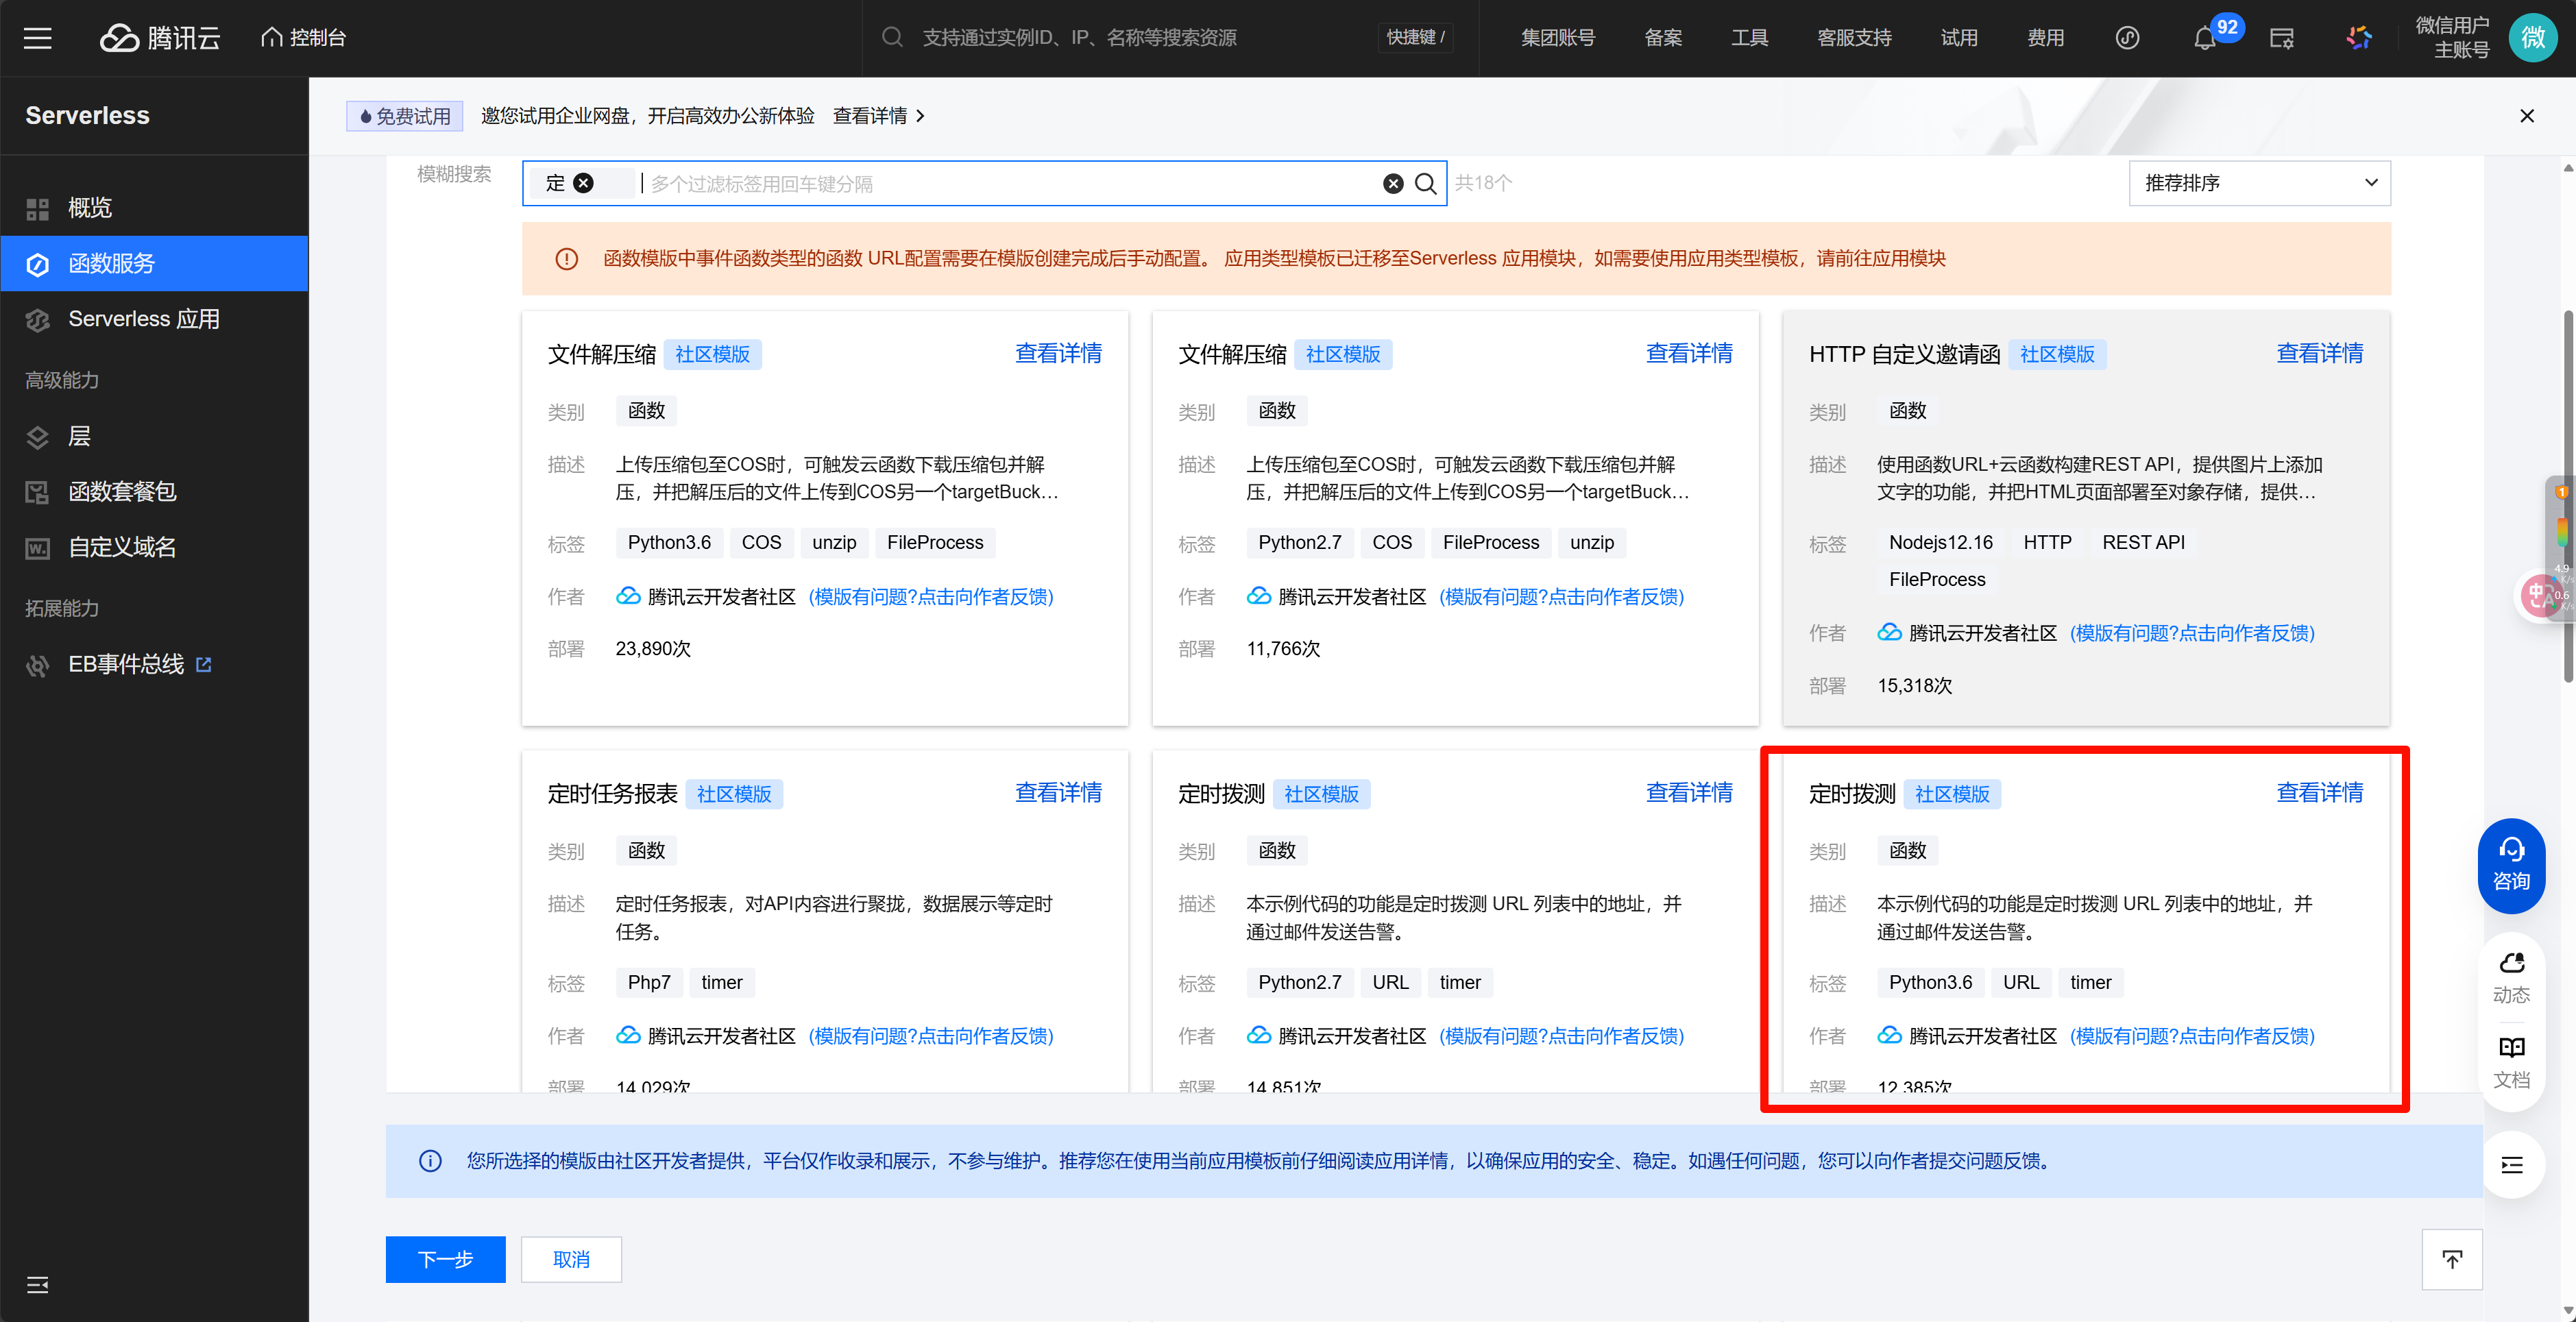 腾讯云
控制台
支持通过实例ID、IP、名称等搜索资源
快捷键 /
集团账号
备案
工具
客服支持
试用
费用
92
微信用户
主账号
微
Serverless
概览
函数服务
Serverless 应用
高级能力
层
函数套餐包
自定义域名
拓展能力
EB事件总线
免费试用 邀您试用企业网盘，开启高效办公新体验 查看详情
模糊搜索
定
多个过滤标签用回车键分隔
共18个
推荐排序
函数模版中事件函数类型的函数 URL配置需要在模版创建完成后手动配置。 应用类型模板已迁移至Serverless 应用模块，如需要使用应用类型模板，请前往应用模块
文件解压缩 社区模版 查看详情
类别 函数
描述 上传压缩包至COS时，可触发云函数下载压缩包并解
压，并把解压后的文件上传到COS另一个targetBuck...
标签 Python3.6 COS unzip FileProcess
作者 腾讯云开发者社区 (模版有问题?点击向作者反馈)
部署 23,890次
文件解压缩 社区模版 查看详情
类别 函数
描述 上传压缩包至COS时，可触发云函数下载压缩包并解
压，并把解压后的文件上传到COS另一个targetBuck...
标签 Python2.7 COS FileProcess unzip
作者 腾讯云开发者社区 (模版有问题?点击向作者反馈)
部署 11,766次
HTTP 自定义邀请函 社区模版 查看详情
类别 函数
描述 使用函数URL+云函数构建REST API，提供图片上添加
文字的功能，并把HTML页面部署至对象存储，提供...
标签 Nodejs12.16 HTTP REST API
FileProcess
作者 腾讯云开发者社区 (模版有问题?点击向作者反馈)
部署 15,318次
定时任务报表 社区模版 查看详情
类别 函数
描述 定时任务报表，对API内容进行聚拢，数据展示等定时
任务。
标签 Php7 timer
作者 腾讯云开发者社区 (模版有问题?点击向作者反馈)
部署 14,029次
定时拨测 社区模版 查看详情
类别 函数
描述 本示例代码的功能是定时拨测 URL 列表中的地址，并
通过邮件发送告警。
标签 Python2.7 URL timer
作者 腾讯云开发者社区 (模版有问题?点击向作者反馈)
部署 14,851次
定时拨测 社区模版 查看详情
类别 函数
描述 本示例代码的功能是定时拨测 URL 列表中的地址，并
通过邮件发送告警。
标签 Python3.6 URL timer
作者 腾讯云开发者社区 (模版有问题?点击向作者反馈)
部署 12,385次
您所选择的模版由社区开发者提供，平台仅作收录和展示，不参与维护。推荐您在使用当前应用模板前仔细阅读应用详情，以确保应用的安全、稳定。如遇任何问题，您可以向作者提交问题反馈。
下一步
取消
1
4.9
K/s
0.6
K/s
中
A
咨询
动态
文档